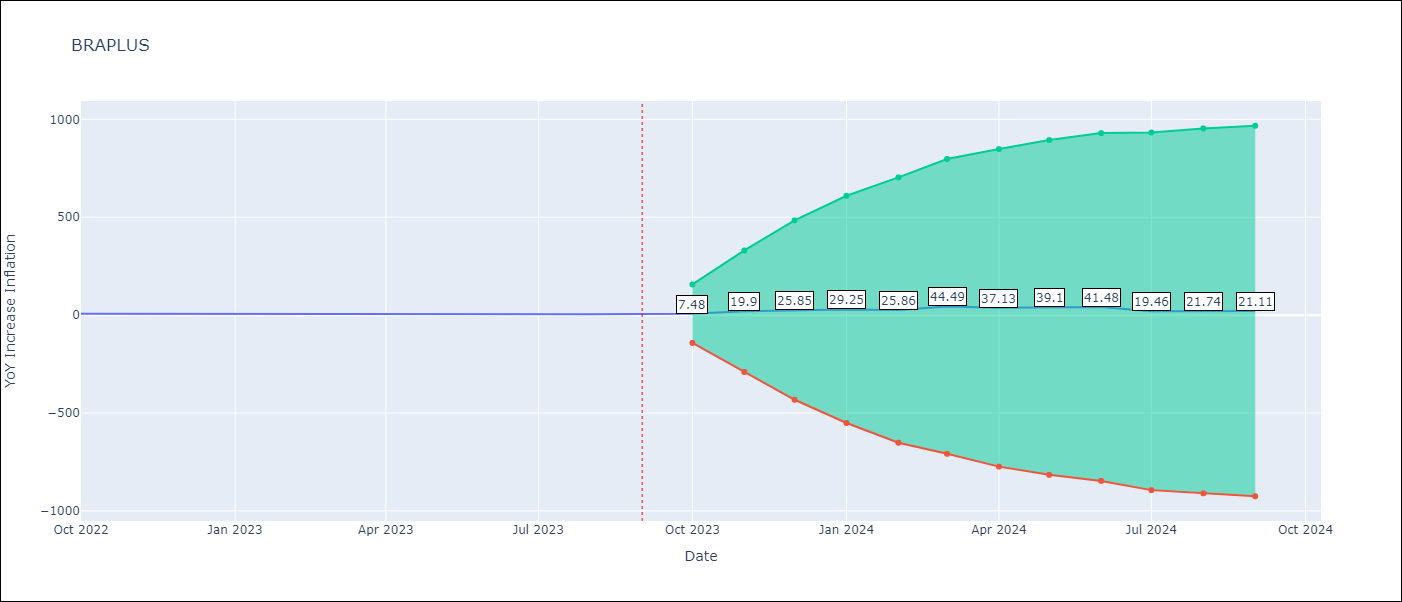 BRAPLUS
YoY Increase Inflation
1000
500
0
−500
−1000
7.48
19.9
25.85
29.25
25.86
44.49
37.13
39.1
41.48
19.46
21.74
21.11
Oct 2022
Jan 2023
Apr 2023
Jul 2023
Oct 2023
Jan 2024
Apr 2024
Jul 2024
Oct 2024
Date